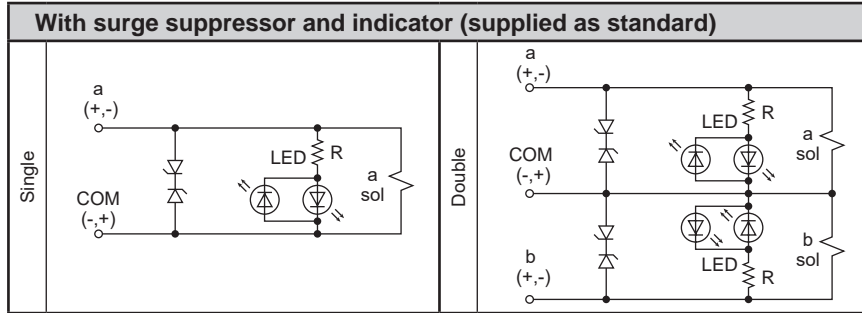 With surge suppressor and indicator (supplied as standard)
Single
a
(+,-)
LED
R
a
sol
COM
(-,+)
Double
a
(+,-)
LED
R
a
sol
COM
(-,+)
b
(+,-)
LED
R
b
sol